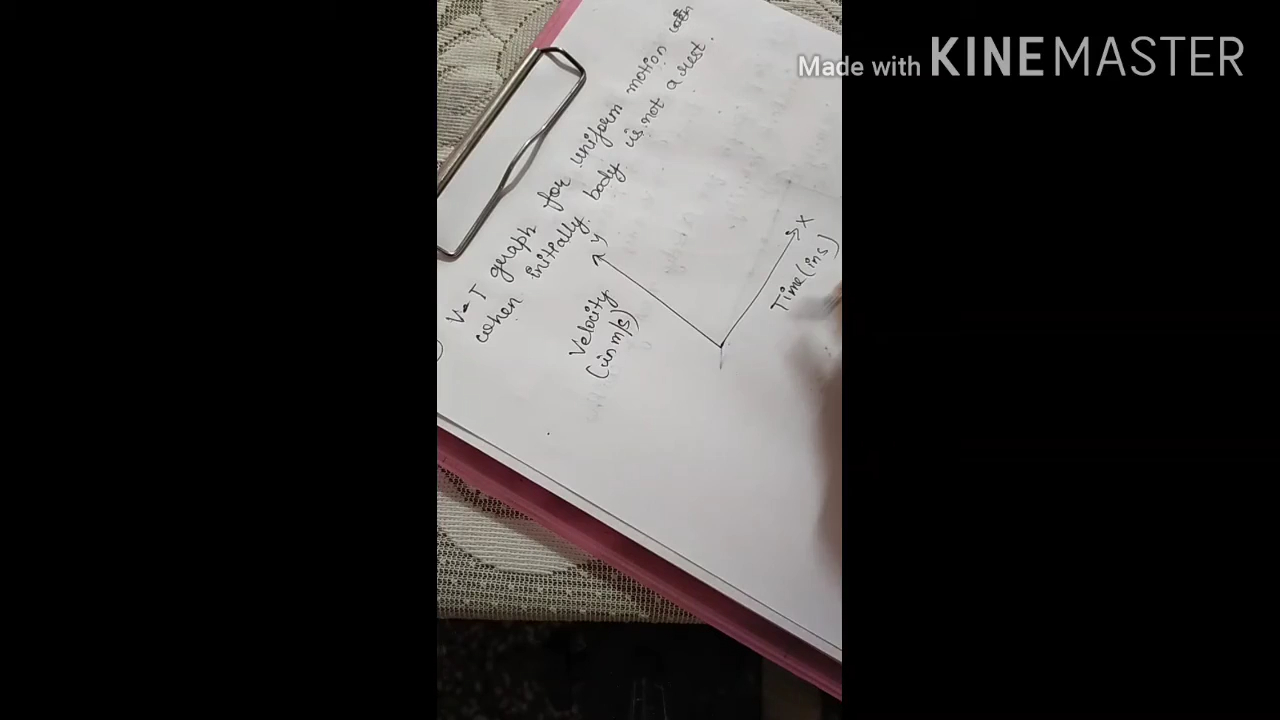 Made with KINEMASTER
V-T graph for uniform motion when
when initially body is not a rest.
Y
Velocity
(in m/s)
X
Time (in s)